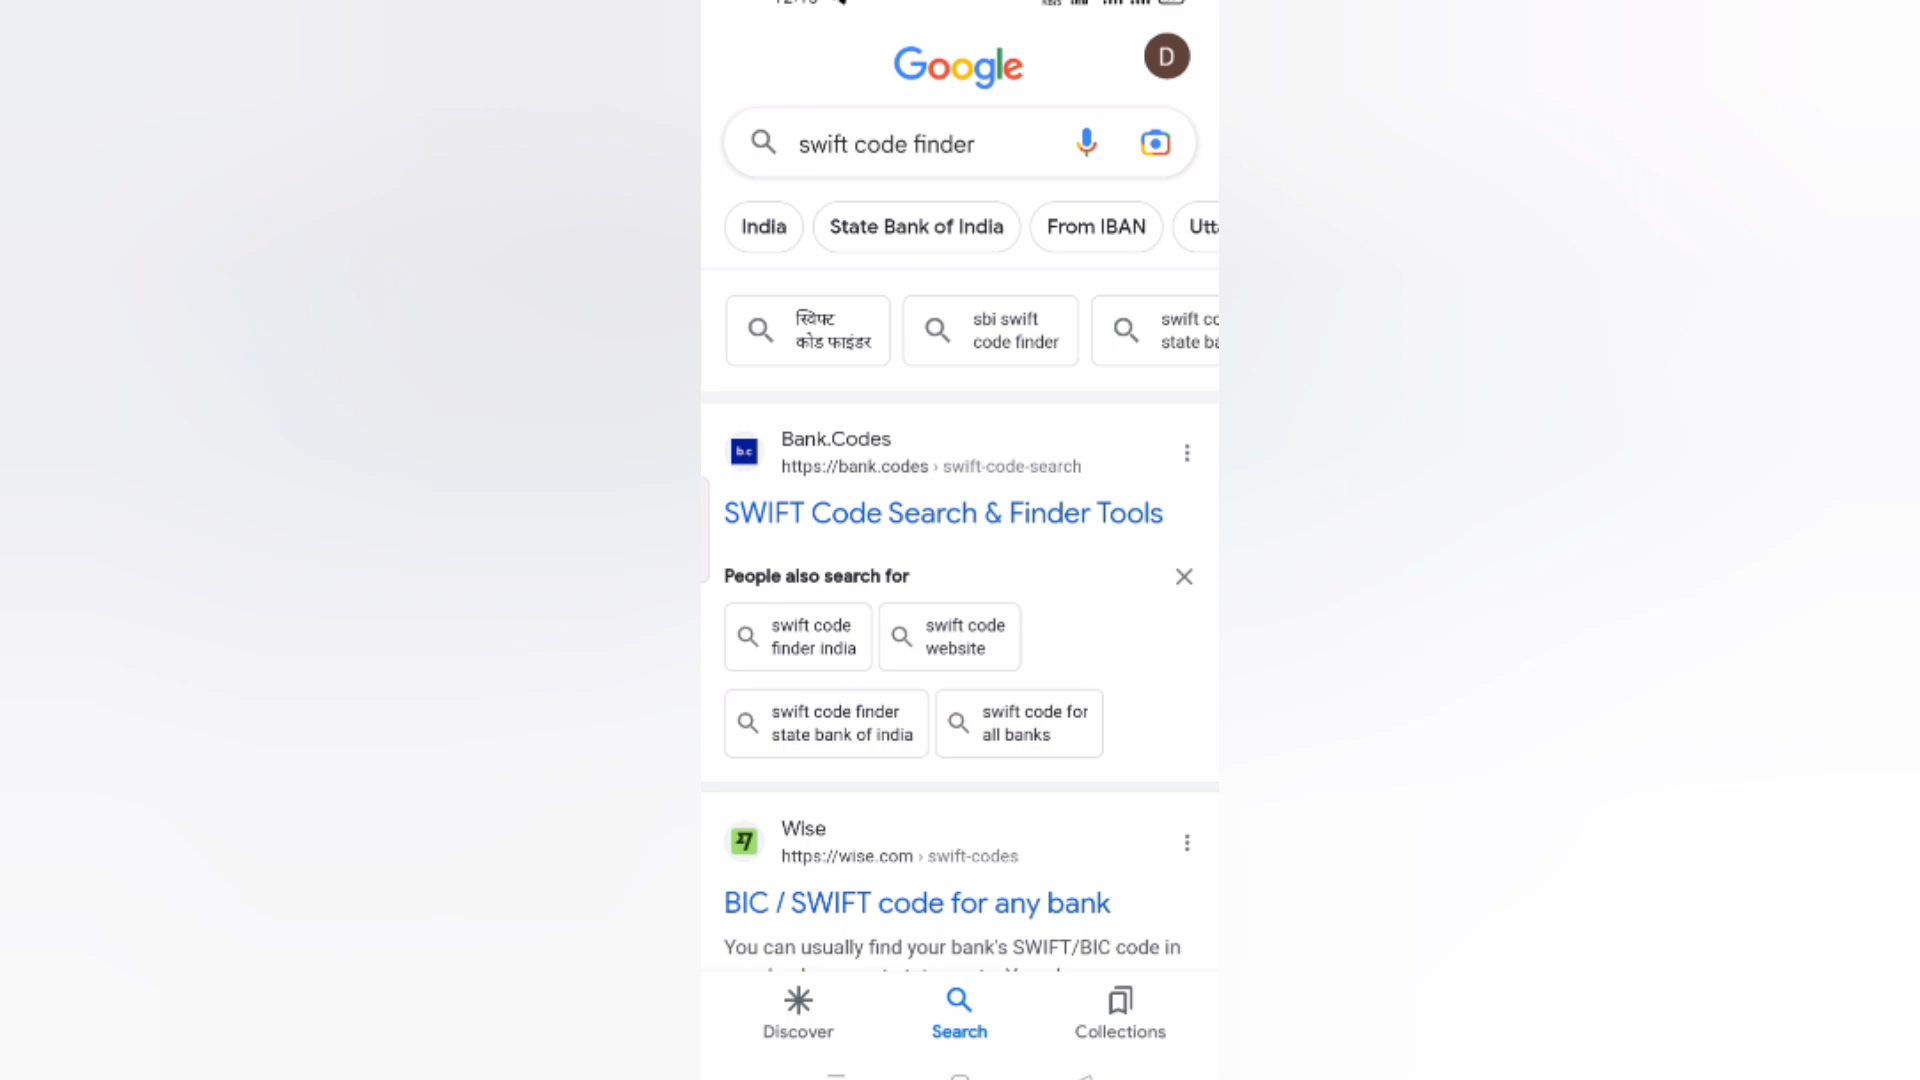 Google
D
swift code finder
India
State Bank of India
From IBAN
स्विफ्ट
कोड फाइंडर
sbi swift
code finder
b.c
Bank.Codes
https://bank.codes › swift-code-search
SWIFT Code Search & Finder Tools
People also search for
swift code
finder india
swift code
website
swift code finder
state bank of india
swift code for
all banks
Wise
https://wise.com › swift-codes
BIC / SWIFT code for any bank
You can usually find your bank's SWIFT/BIC code in
Discover
Search
Collections